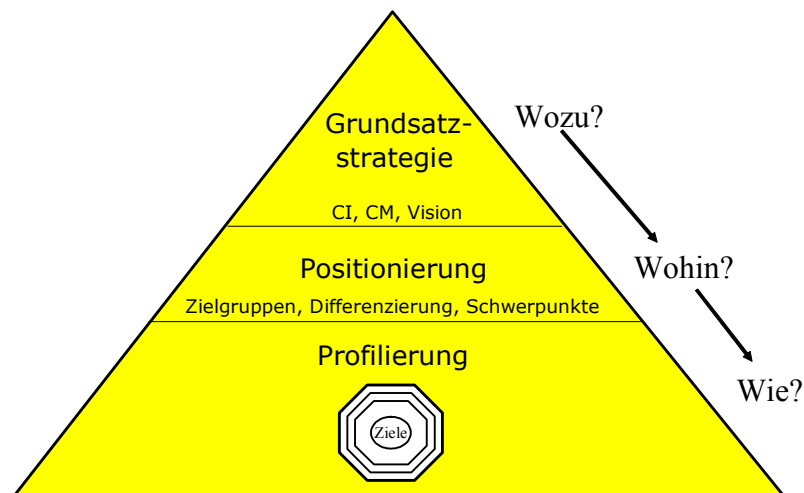 Grundsatz-
strategie
CI, CM, Vision
Positionierung
Zielgruppen, Differenzierung, Schwerpunkte
Profilierung
Ziele
Wozu?
Wohin?
Wie?